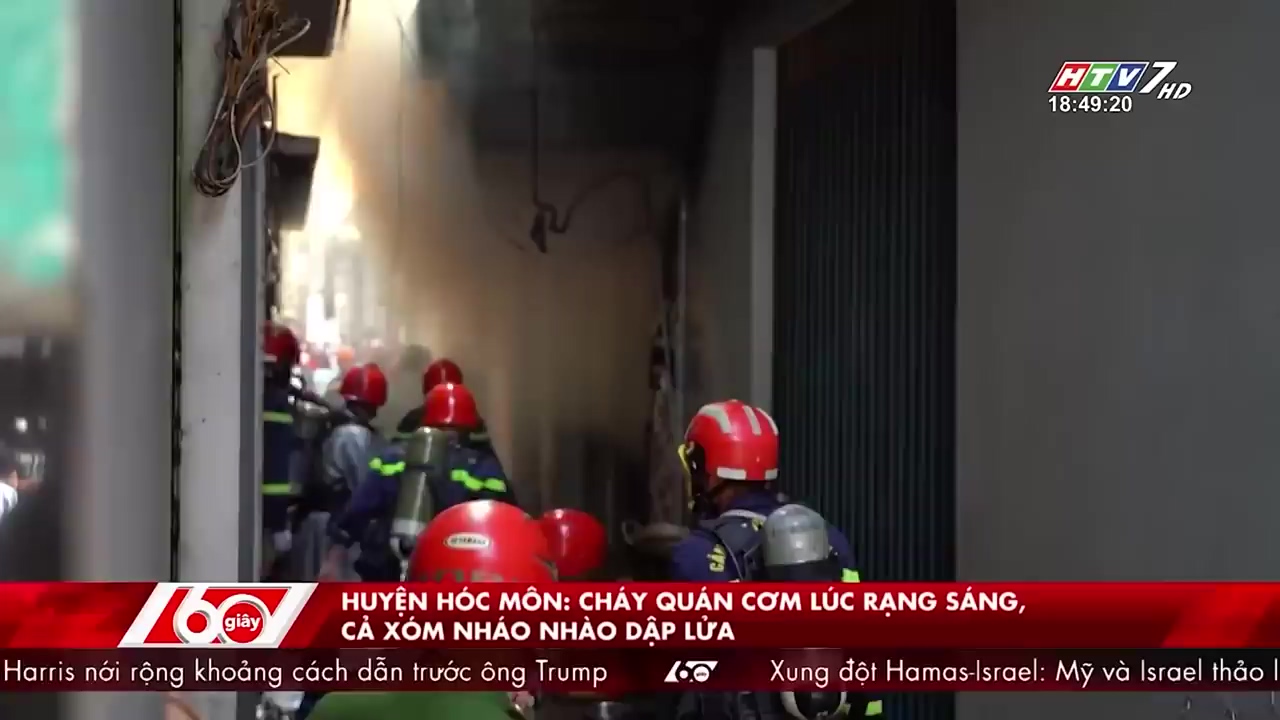 HTV7 HD
18:49:20
60 giây
HUYỆN HÓC MÔN: CHÁY QUÁN CƠM LÚC RẠNG SÁNG,
CẢ XÓM NHÁO NHÀO DẬP LỬA
Harris nới rộng khoảng cách dẫn trước ông Trump
60 giây
Xung đột Hamas-Israel: Mỹ và Israel thảo l